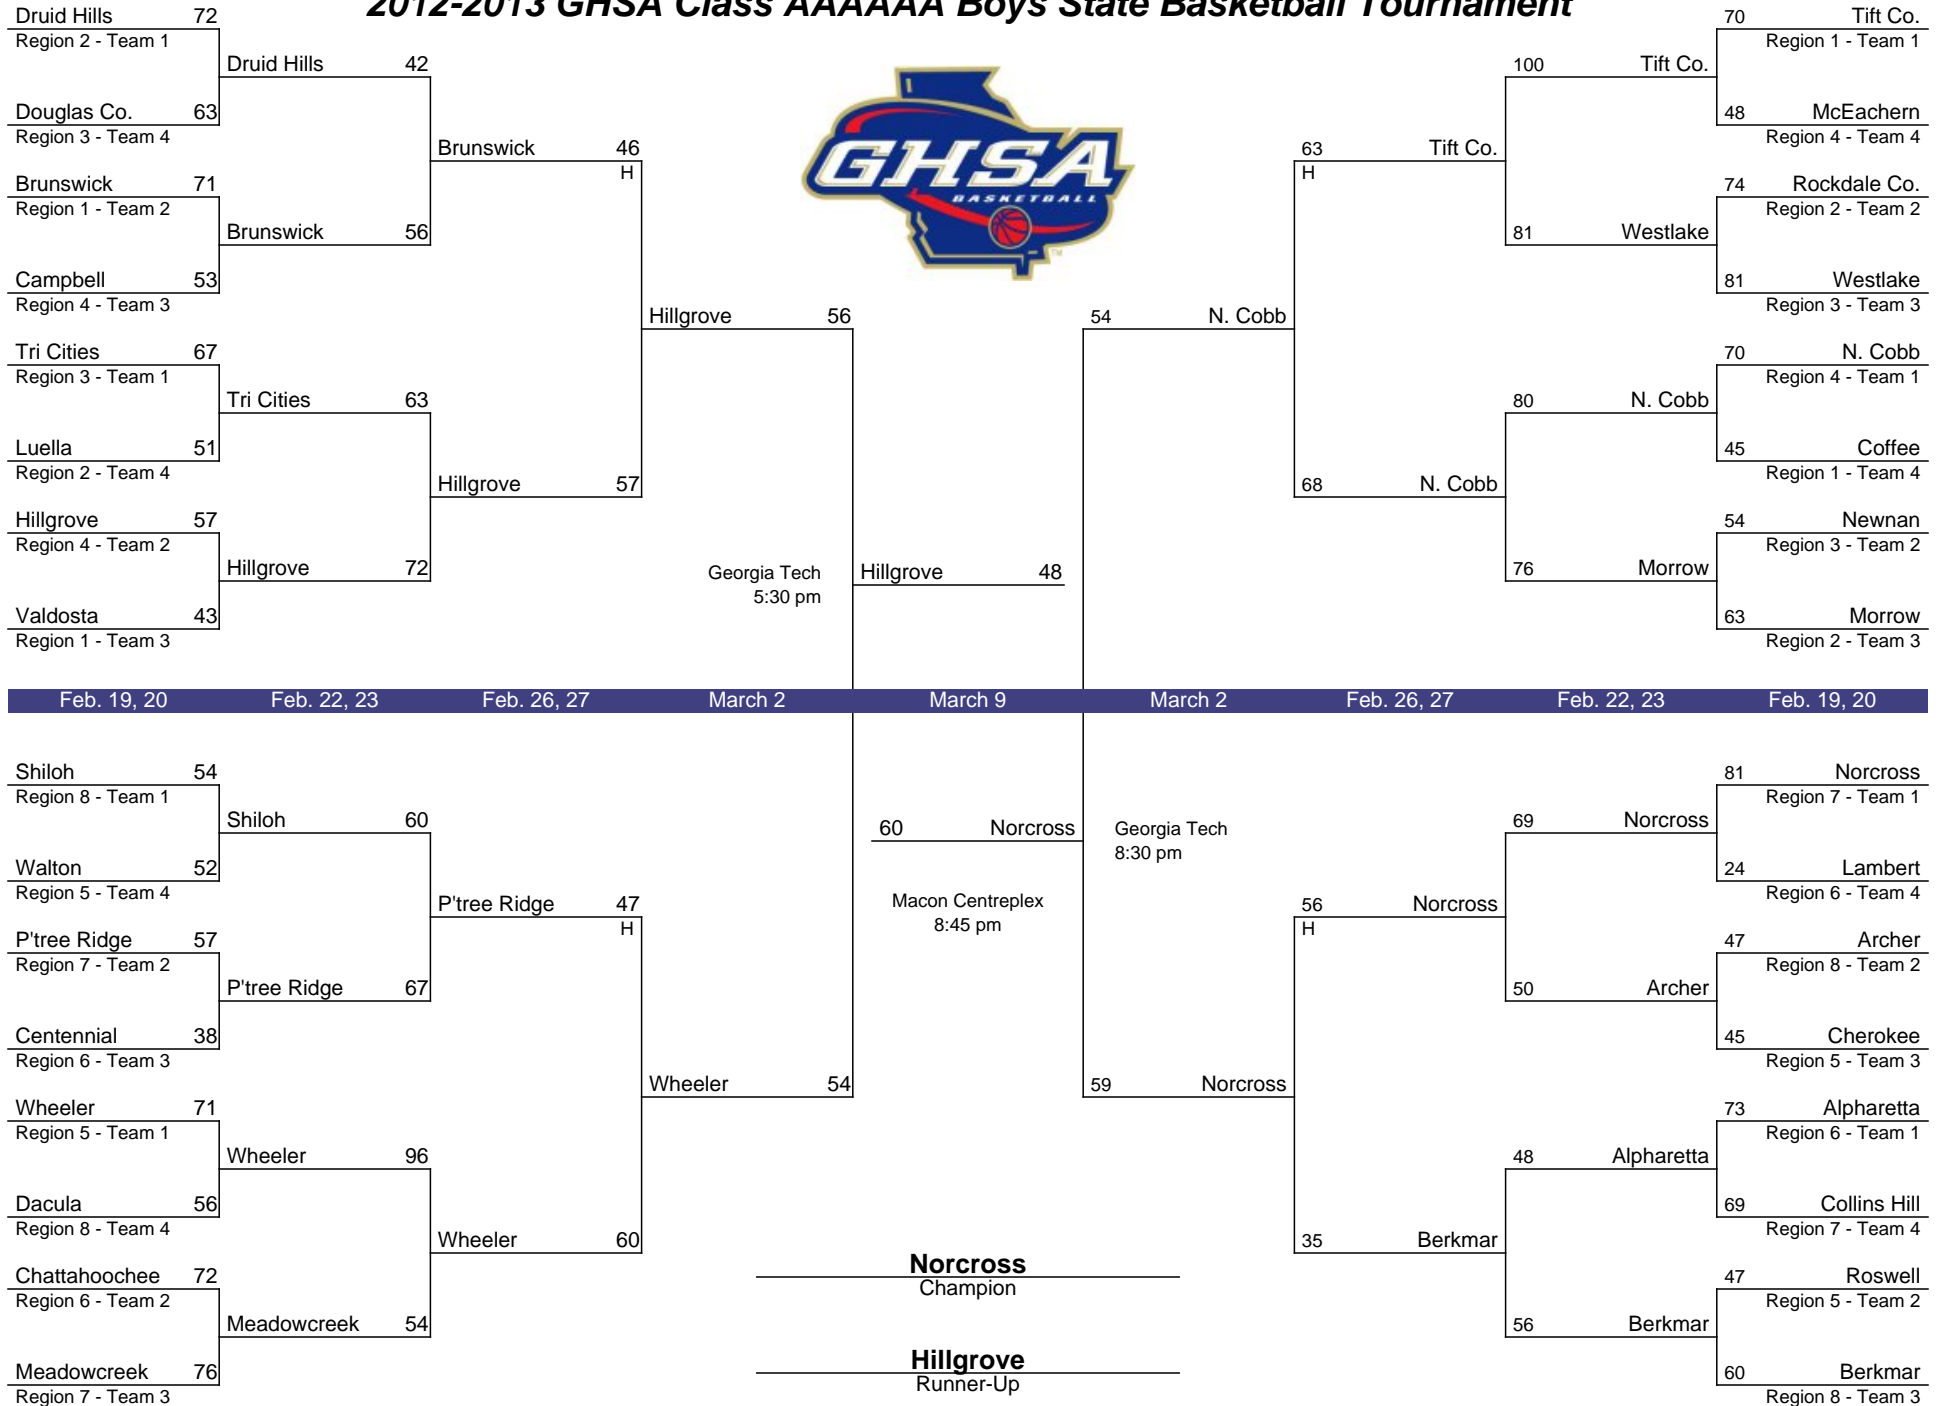 2012-2013 GHSA Class AAAAAA Boys State Basketball Tournament
Druid Hills 72
Region 2 - Team 1
Douglas Co. 63
Region 3 - Team 4
Brunswick 71
Region 1 - Team 2
Campbell 53
Region 4 - Team 3
Tri Cities 67
Region 3 - Team 1
Luella 51
Region 2 - Team 4
Hillgrove 57
Region 4 - Team 2
Valdosta 43
Region 1 - Team 3
Druid Hills 42
Brunswick 56
Tri Cities 63
Hillgrove 72
Brunswick 46
H
Hillgrove 57
Hillgrove 56
Georgia Tech
5:30 pm
Hillgrove 48
GHSA
BASKETBALL
TM
54 N. Cobb
63 Tift Co.
H
68 N. Cobb
100 Tift Co.
81 Westlake
80 N. Cobb
76 Morrow
70 Tift Co.
Region 1 - Team 1
48 McEachern
Region 4 - Team 4
74 Rockdale Co.
Region 2 - Team 2
81 Westlake
Region 3 - Team 3
70 N. Cobb
Region 4 - Team 1
45 Coffee
Region 1 - Team 4
54 Newnan
Region 3 - Team 2
63 Morrow
Region 2 - Team 3
Feb. 19, 20 Feb. 22, 23 Feb. 26, 27 March 2 March 9 March 2 Feb. 26, 27 Feb. 22, 23 Feb. 19, 20
Shiloh 54
Region 8 - Team 1
Walton 52
Region 5 - Team 4
P'tree Ridge 57
Region 7 - Team 2
Centennial 38
Region 6 - Team 3
Wheeler 71
Region 5 - Team 1
Dacula 56
Region 8 - Team 4
Chattahoochee 72
Region 6 - Team 2
Meadowcreek 76
Region 7 - Team 3
Shiloh 60
P'tree Ridge 67
Wheeler 96
Meadowcreek 54
P'tree Ridge 47
H
Wheeler 60
Wheeler 54
60 Norcross
Macon Centreplex
8:45 pm
Georgia Tech
8:30 pm
59 Norcross
56 Norcross
H
35 Berkmar
69 Norcross
50 Archer
48 Alpharetta
56 Berkmar
81 Norcross
Region 7 - Team 1
24 Lambert
Region 6 - Team 4
47 Archer
Region 8 - Team 2
45 Cherokee
Region 5 - Team 3
73 Alpharetta
Region 6 - Team 1
69 Collins Hill
Region 7 - Team 4
47 Roswell
Region 5 - Team 2
60 Berkmar
Region 8 - Team 3
Norcross
Champion
Hillgrove
Runner-Up